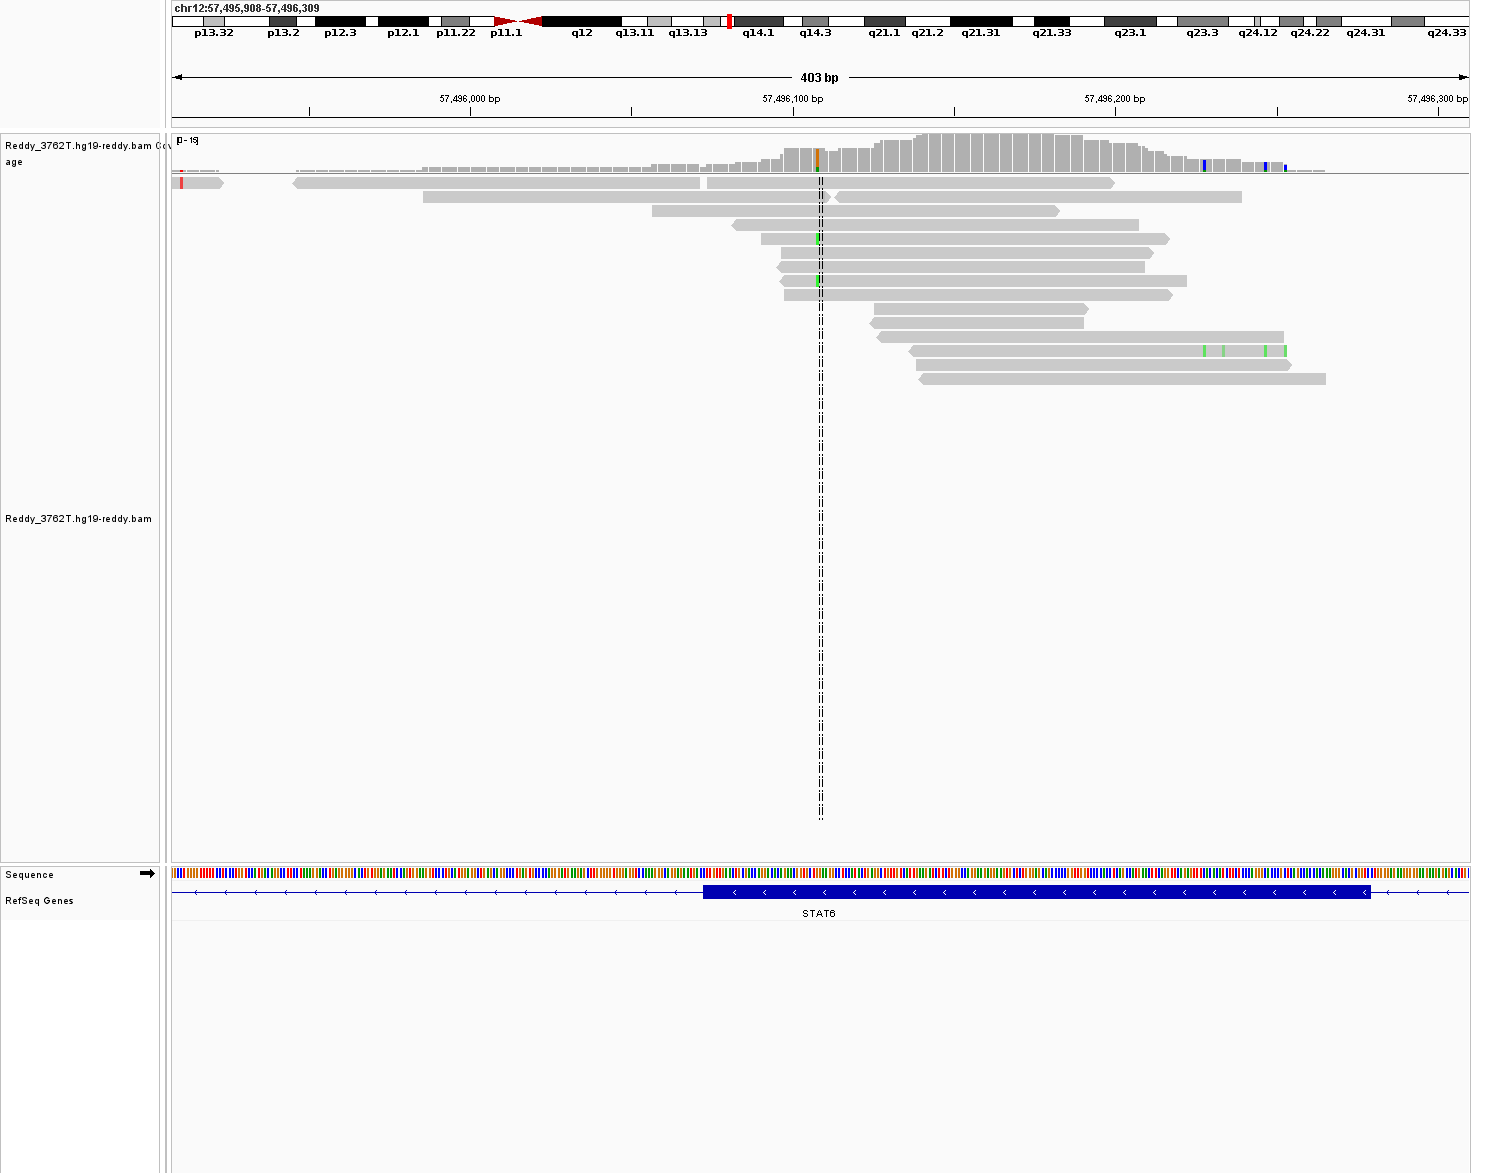 chr12:57,495,908-57,496,309
p13.32 p13.2 p12.3 p12.1 p11.22 p11.1 q12 q13.11 q13.13 q14.1 q14.3 q21.1 q21.2 q21.31 q21.33 q23.1 q23.3 q24.12 q24.22 q24.31 q24.33
403 bp
57,496,000 bp 57,496,100 bp 57,496,200 bp 57,496,300 bp
Reddy_3762T.hg19-reddy.bam Cov
age
[0 - 19]
Reddy_3762T.hg19-reddy.bam
Sequence
RefSeq Genes
STAT6